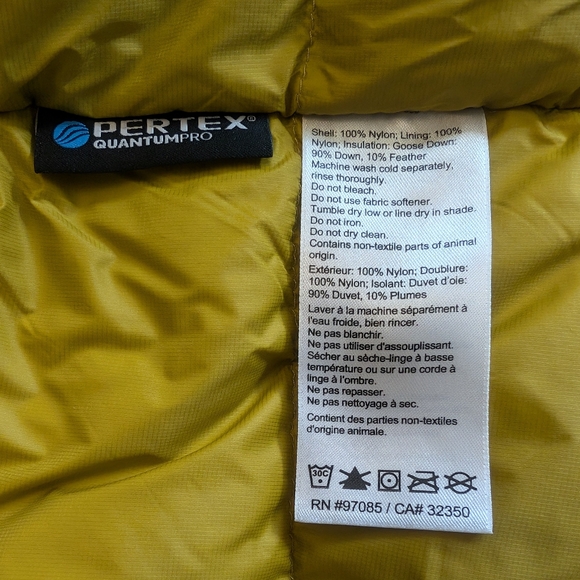 PERTEX®
QUANTUMPRO
Shell: 100% Nylon; Lining: 100%
Nylon; Insulation: Goose Down:
90% Down, 10% Feather
Machine wash cold separately,
rinse thoroughly.
Do not bleach.
Do not use fabric softener.
Tumble dry low or line dry in shade.
Do not iron.
Do not dry clean.
Contains non-textile parts of animal
origin.
Extérieur: 100% Nylon; Doublure:
100% Nylon; Isolant: Duvet d'oie:
90% Duvet, 10% Plumes
Laver à la machine séparément à
l'eau froide, bien rincer.
Ne pas blanchir.
Ne pas utiliser d'assouplissant.
Sécher au sèche-linge à basse
température ou sur une corde à
linge à l'ombre.
Ne pas repasser.
Ne pas nettoyage à sec.
Contient des parties non-textiles
d'origine animale.
30C
RN #97085 / CA# 32350